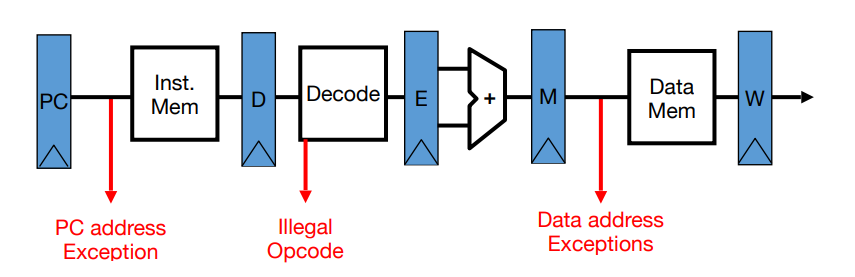 PC
Inst.
Mem
D
Decode
E
+
M
Data
Mem
W
PC address
Exception
Illegal
Opcode
Data address
Exceptions